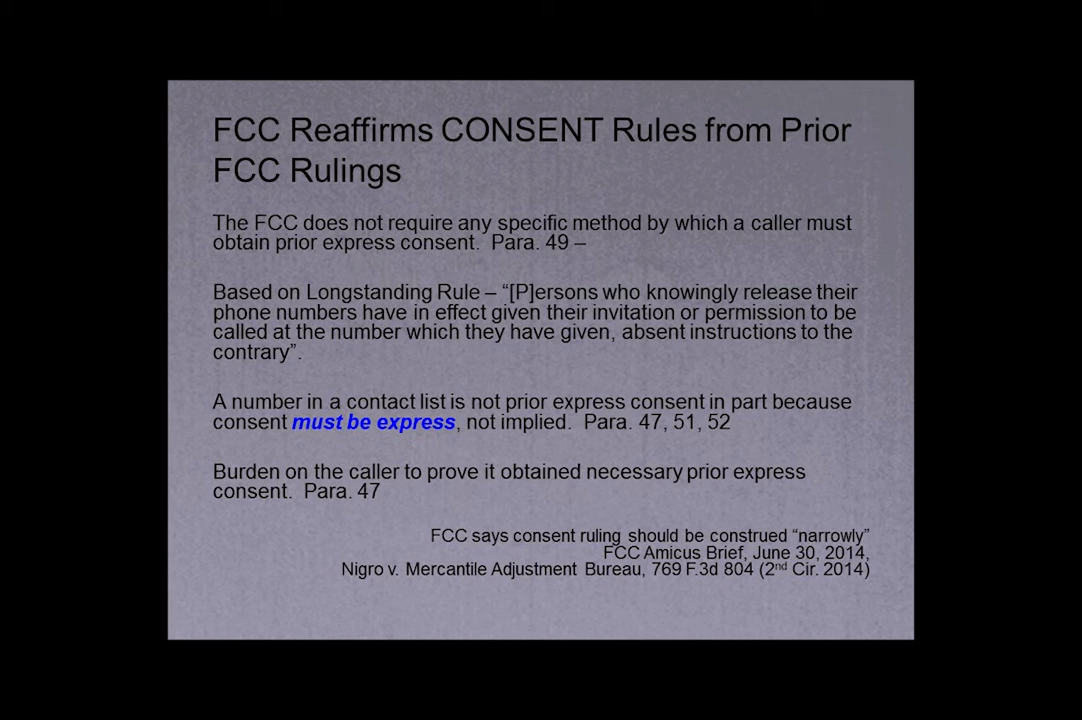 FCC Reaffirms CONSENT Rules from Prior
FCC Rulings
The FCC does not require any specific method by which a caller must
obtain prior express consent.  Para. 49 –
Based on Longstanding Rule – “[P]ersons who knowingly release their
phone numbers have in effect given their invitation or permission to be
called at the number which they have given, absent instructions to the
contrary”.
A number in a contact list is not prior express consent in part because
consent must be express, not implied.  Para. 47, 51, 52
Burden on the caller to prove it obtained necessary prior express
consent.  Para. 47
FCC says consent ruling should be construed “narrowly”
FCC Amicus Brief, June 30, 2014,
Nigro v. Mercantile Adjustment Bureau, 769 F.3d 804 (2nd Cir. 2014)